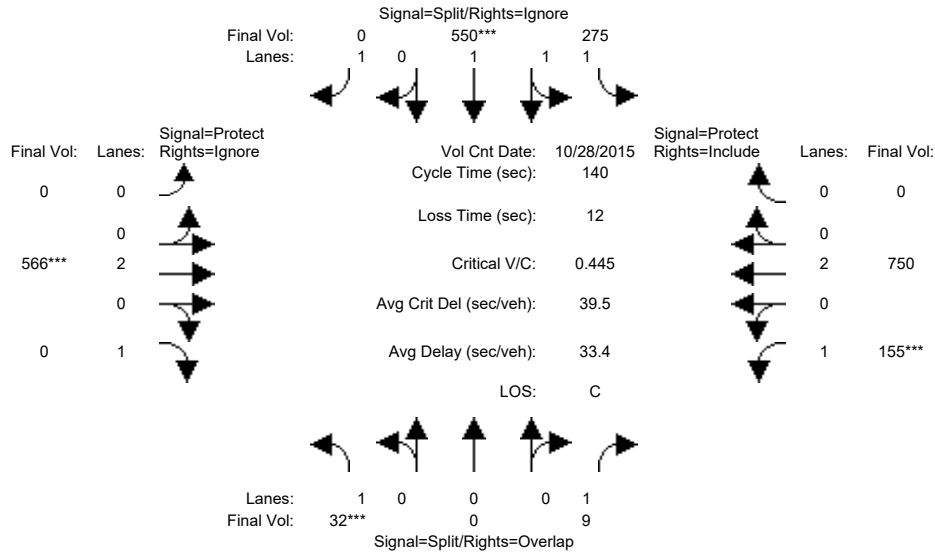 Signal=Split/Rights=Ignore
Final Vol: 0 550*** 275
Lanes: 1 0 1 1 1
Signal=Protect
Final Vol: Lanes: Rights=Ignore
Vol Cnt Date: 10/28/2015
Signal=Protect
Rights=Include Lanes: Final Vol:
Cycle Time (sec): 140
0 0
0 0
Loss Time (sec): 12
0
0
566*** 2
Critical V/C: 0.445
2 750
0
Avg Crit Del (sec/veh): 39.5
0
0 1
Avg Delay (sec/veh): 33.4
1 155***
LOS: C
Lanes: 1 0 0 0 1
Final Vol: 32*** 0 9
Signal=Split/Rights=Overlap